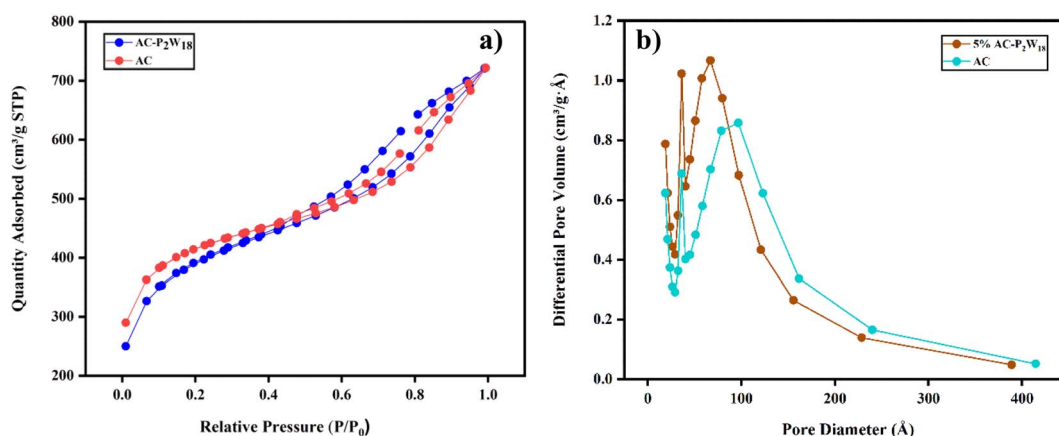 a)
AC-P₂W₁₈
AC
Quantity Adsorbed (cm³/g STP)
800
700
600
500
400
300
200
0.0 0.2 0.4 0.6 0.8 1.0
Relative Pressure (P/P₀)
b)
5% AC-P₂W₁₈
AC
Differential Pore Volume (cm³/g·Å)
1.2
1.0
0.8
0.6
0.4
0.2
0.0
0 100 200 300 400
Pore Diameter (Å)